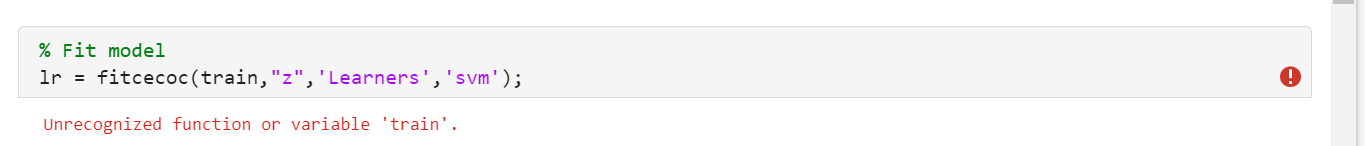 % Fit model
lr = fitcecoc(train,"z",'Learners','svm');
Unrecognized function or variable 'train'.